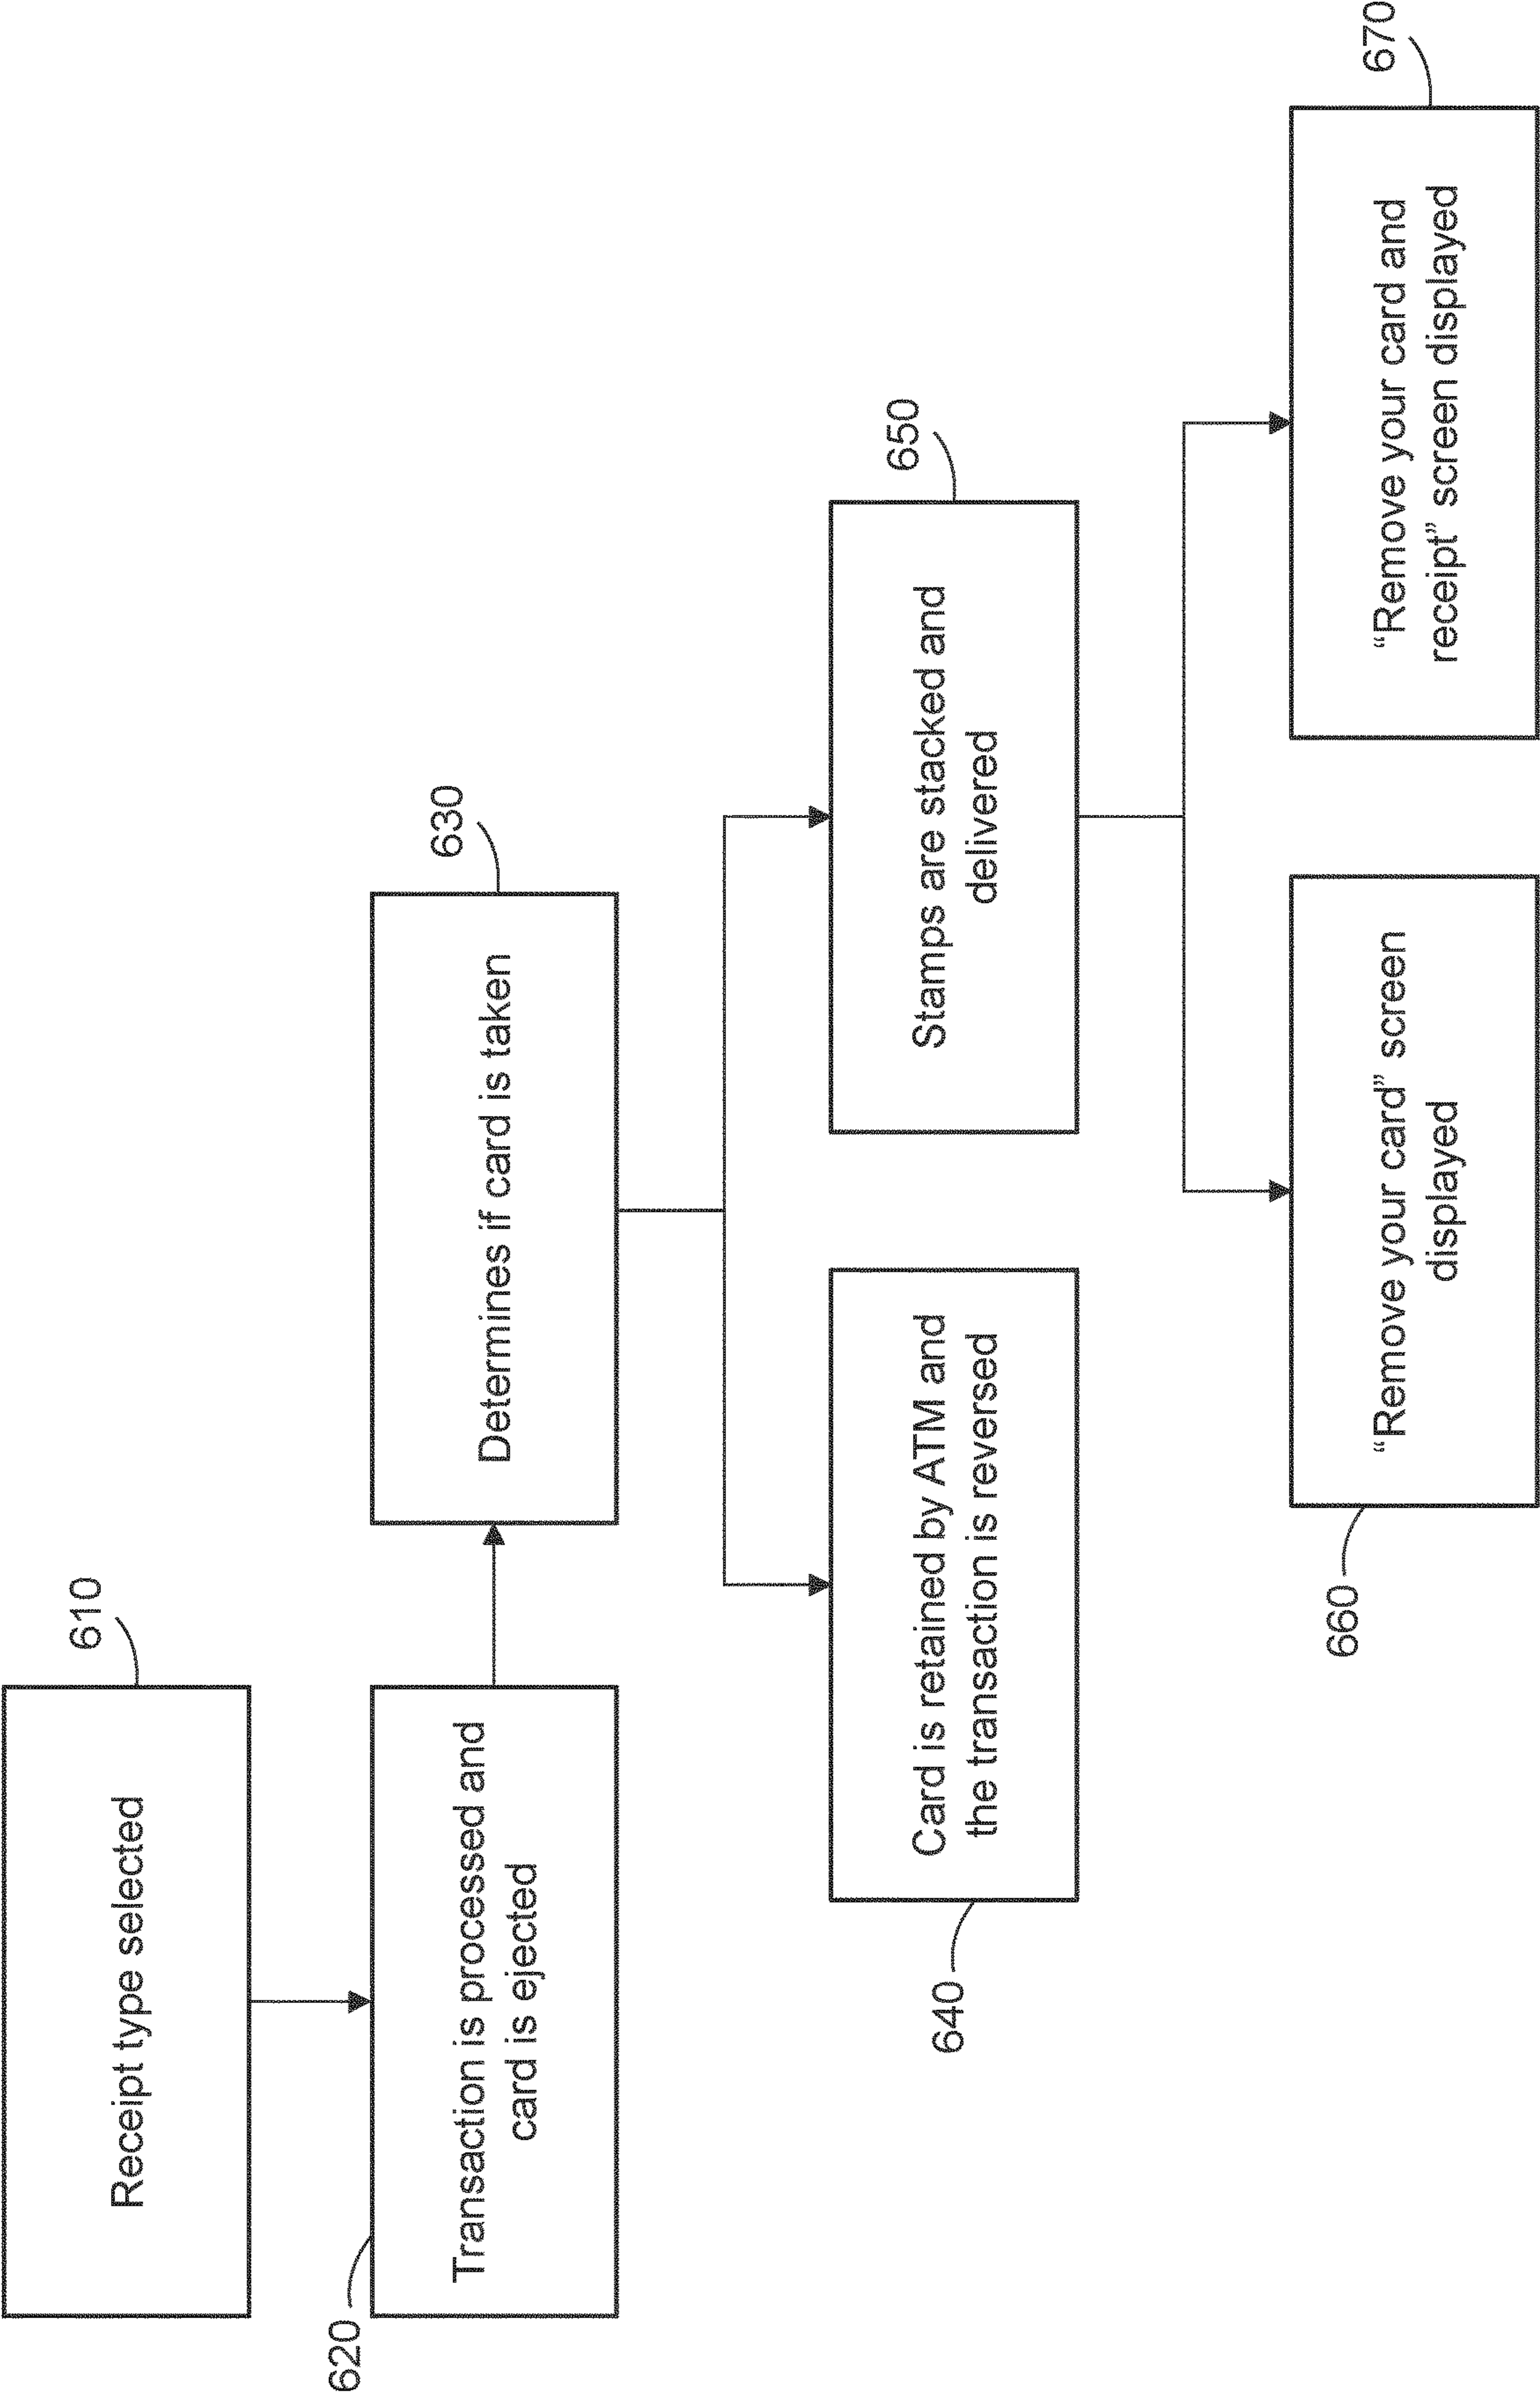 610
Receipt type selected
620
Transaction is processed and
card is ejected
630
Determines if card is taken
640
Card is retained by ATM and
the transaction is reversed
650
Stamps are stacked and
delivered
660
“Remove your card” screen
displayed
670
“Remove your card and
receipt” screen displayed